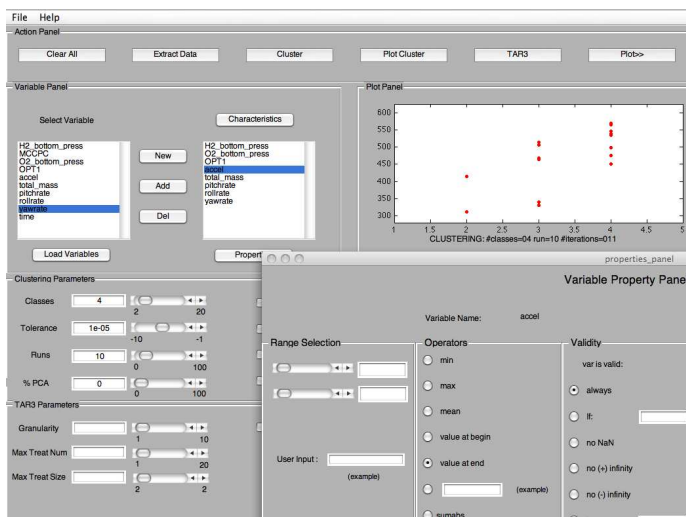 File Help
Action Panel
Clear All Extract Data Cluster Plot Cluster TAR3 Plot>>
Variable Panel
Select Variable
Characteristics
H2_bottom_press
MCCPC
O2_bottom_press
OPT1
accel
total_mass
pitchrate
rollrate
yawrate
time
New
Add
Del
H2_bottom_press
O2_bottom_press
OPT1
accel
total_mass
pitchrate
rollrate
yawrate
Load Variables
Propert
Plot Panel
600
550
500
450
400
350
300
1 1.5 2 2.5 3 3.5 4 4.5 5
CLUSTERING: #classes=04 run=10 #iterations=011
Clustering Parameters
Classes 4
2 20
Tolerance 1e-05
-10 -1
Runs 10
0 100
% PCA 0
0 100
TAR3 Parameters
Granularity
1 10
Max Treat Num
1 20
Max Treat Size
2 2
properties_panel
Variable Property Pane
Variable Name: accel
Range Selection
User Input :
(example)
Operators
min
max
mean
value at begin
value at end
(example)
sumabs
Validity
var is valid:
always
If:
no NaN
no (+) infinity
no (-) infinity